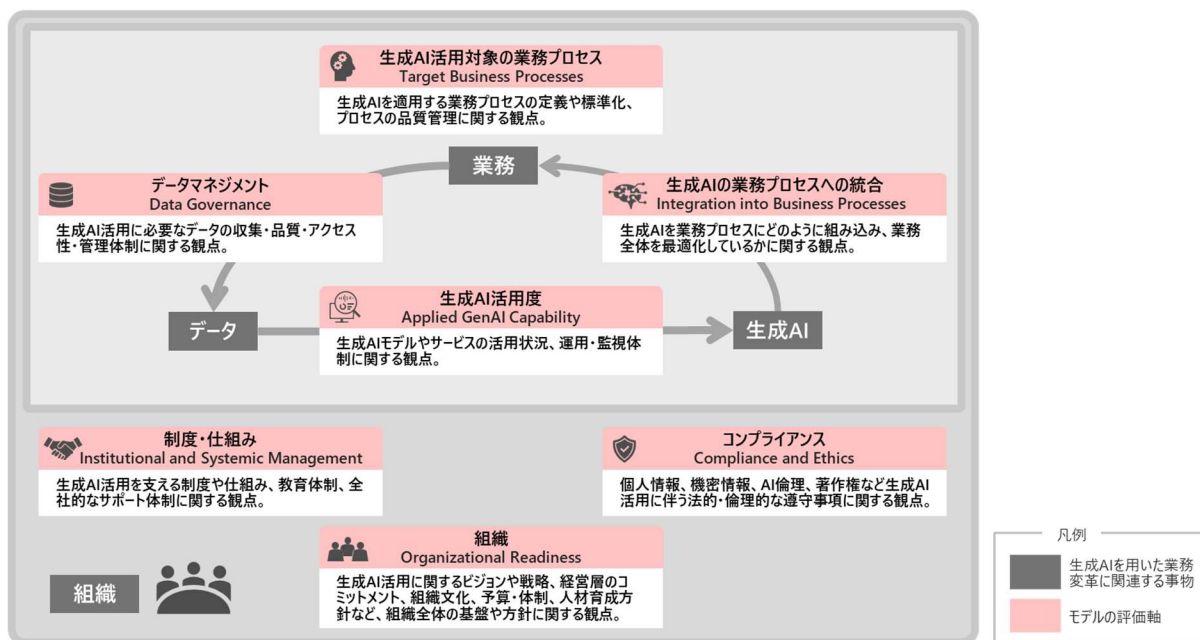 生成AI活用対象の業務プロセス
Target Business Processes
生成AIを適用する業務プロセスの定義や標準化、
プロセスの品質管理に関する観点。
業務
データマネジメント
Data Governance
生成AI活用に必要なデータの収集・品質・アクセス
性・管理体制に関する観点。
生成AIの業務プロセスへの統合
Integration into Business Processes
生成AIを業務プロセスにどのように組み込み、業務
全体を最適化しているかに関する観点。
データ
生成AI活用度
Applied GenAI Capability
生成AIモデルやサービスの活用状況、運用・監視体
制に関する観点。
生成AI
制度・仕組み
Institutional and Systemic Management
生成AI活用を支える制度や仕組み、教育体制、全
社的なサポート体制に関する観点。
コンプライアンス
Compliance and Ethics
個人情報、機密情報、AI倫理、著作権など生成AI
活用に伴う法的・倫理的な遵守事項に関する観点。
組織
組織
Organizational Readiness
生成AI活用に関するビジョンや戦略、経営層のコ
ミットメント、組織文化、予算・体制、人材育成方
針など、組織全体の基盤や方針に関する観点。
凡例
生成AIを用いた業務
変革に関連する事物
モデルの評価軸